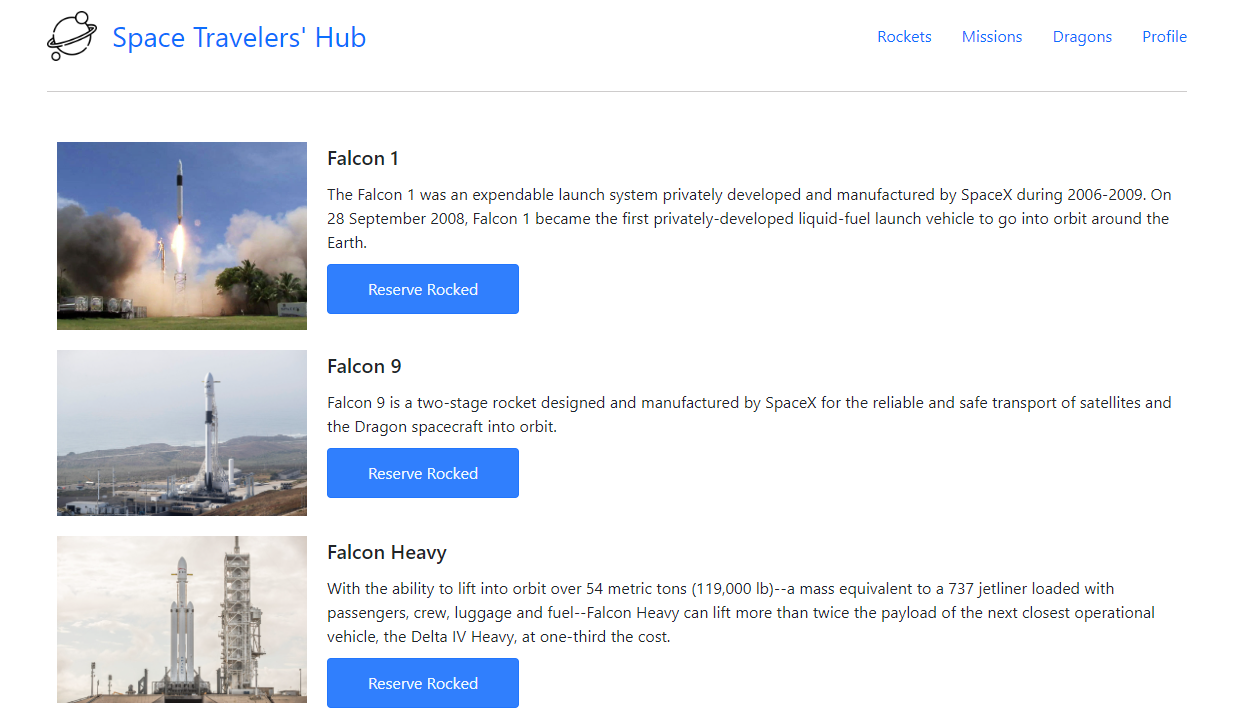 Space Travelers' Hub
Rockets Missions Dragons Profile
Falcon 1
The Falcon 1 was an expendable launch system privately developed and manufactured by SpaceX during 2006-2009. On
28 September 2008, Falcon 1 became the first privately-developed liquid-fuel launch vehicle to go into orbit around the
Earth.
Reserve Rocked
Falcon 9
Falcon 9 is a two-stage rocket designed and manufactured by SpaceX for the reliable and safe transport of satellites and
the Dragon spacecraft into orbit.
Reserve Rocked
Falcon Heavy
With the ability to lift into orbit over 54 metric tons (119,000 lb)--a mass equivalent to a 737 jetliner loaded with
passengers, crew, luggage and fuel--Falcon Heavy can lift more than twice the payload of the next closest operational
vehicle, the Delta IV Heavy, at one-third the cost.
Reserve Rocked